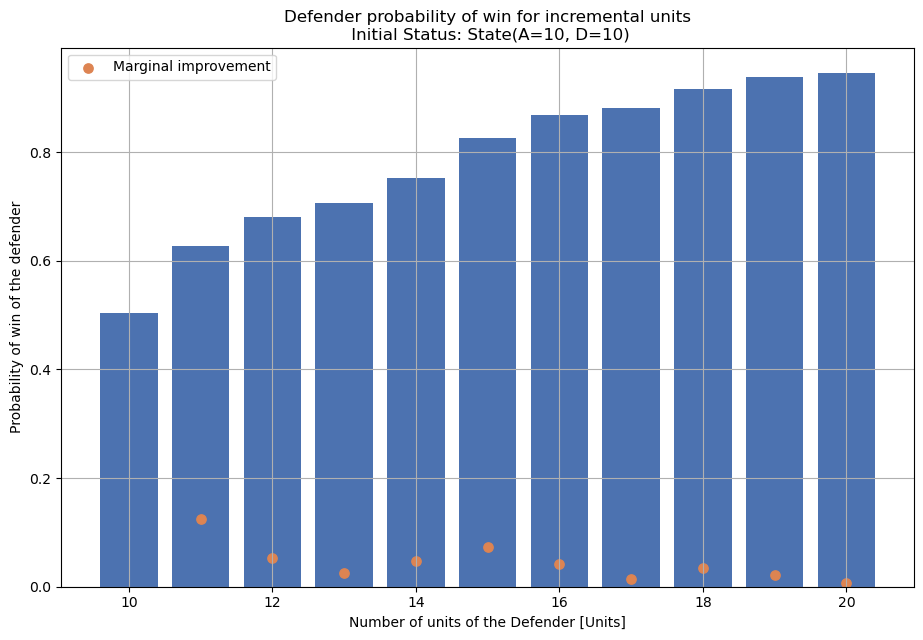 Defender probability of win for incremental units
Initial Status: State(A=10, D=10)
Marginal improvement
Probability of win of the defender
0.8
0.6
0.4
0.2
0.0
10 12 14 16 18 20
Number of units of the Defender [Units]